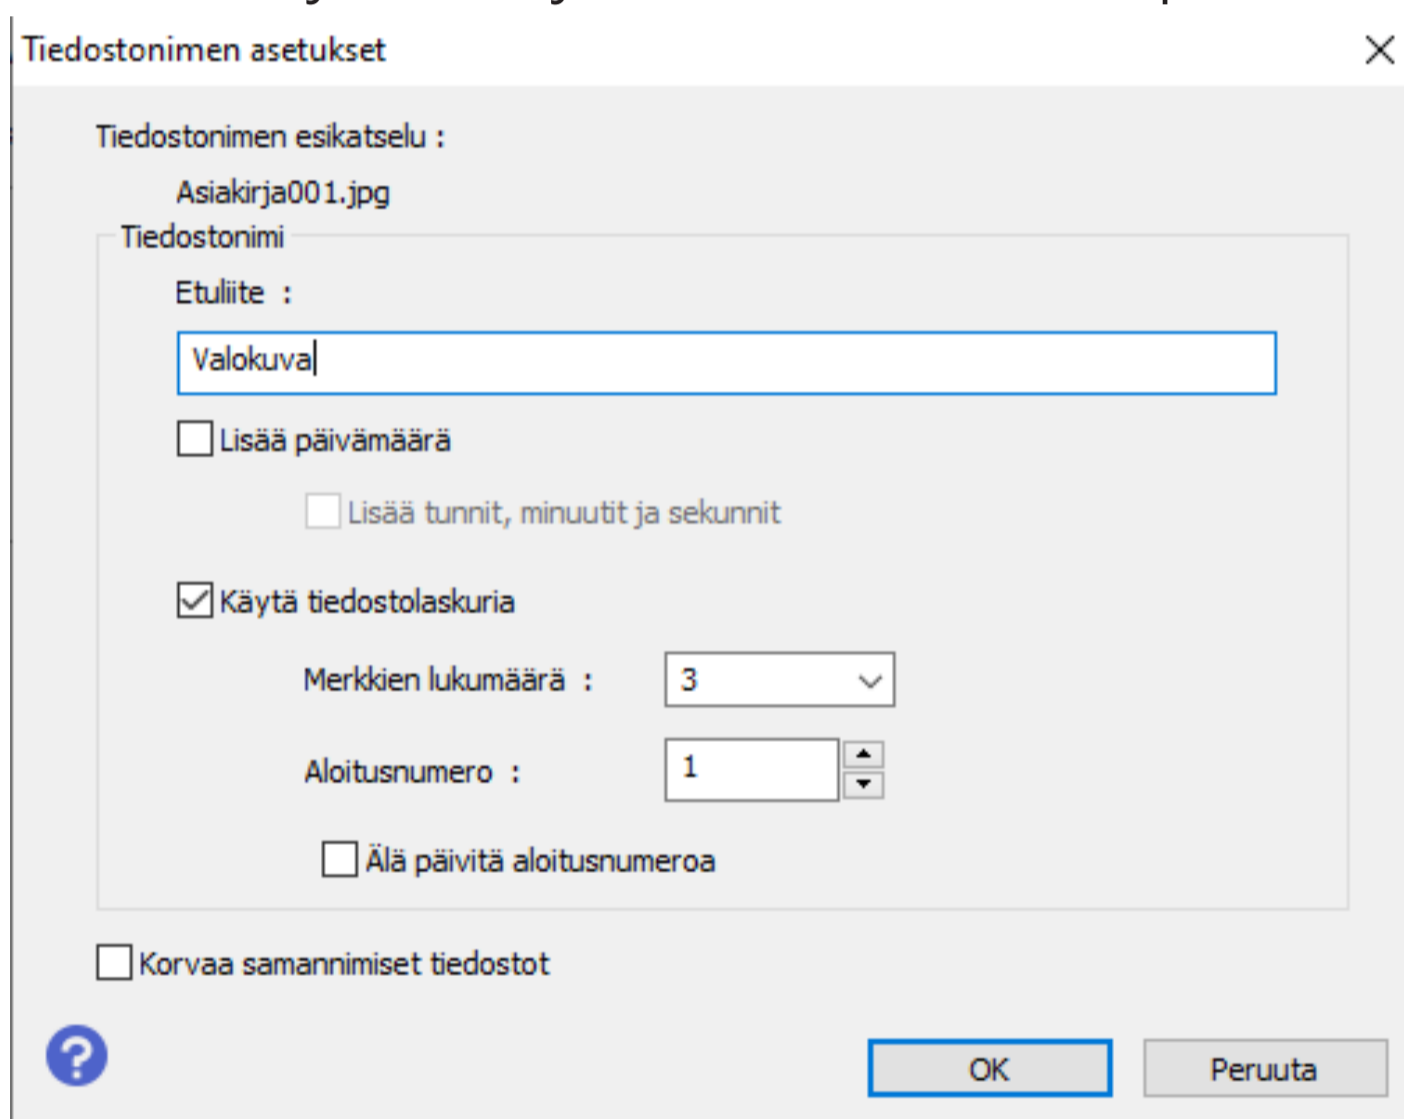 Tiedostonimen asetukset
Tiedostonimen esikatselu :
Asiakirja001.jpg
Tiedostonimi
Etuliite :
Valokuva
Lisää päivämäärä
Lisää tunnit, minuutit ja sekunnit
Käytä tiedostolaskuria
Merkkien lukumäärä : 3
Aloitusnumero : 1
Älä päivitä aloitusnumeroa
Korvaa samannimiset tiedostot
?
OK Peruuta